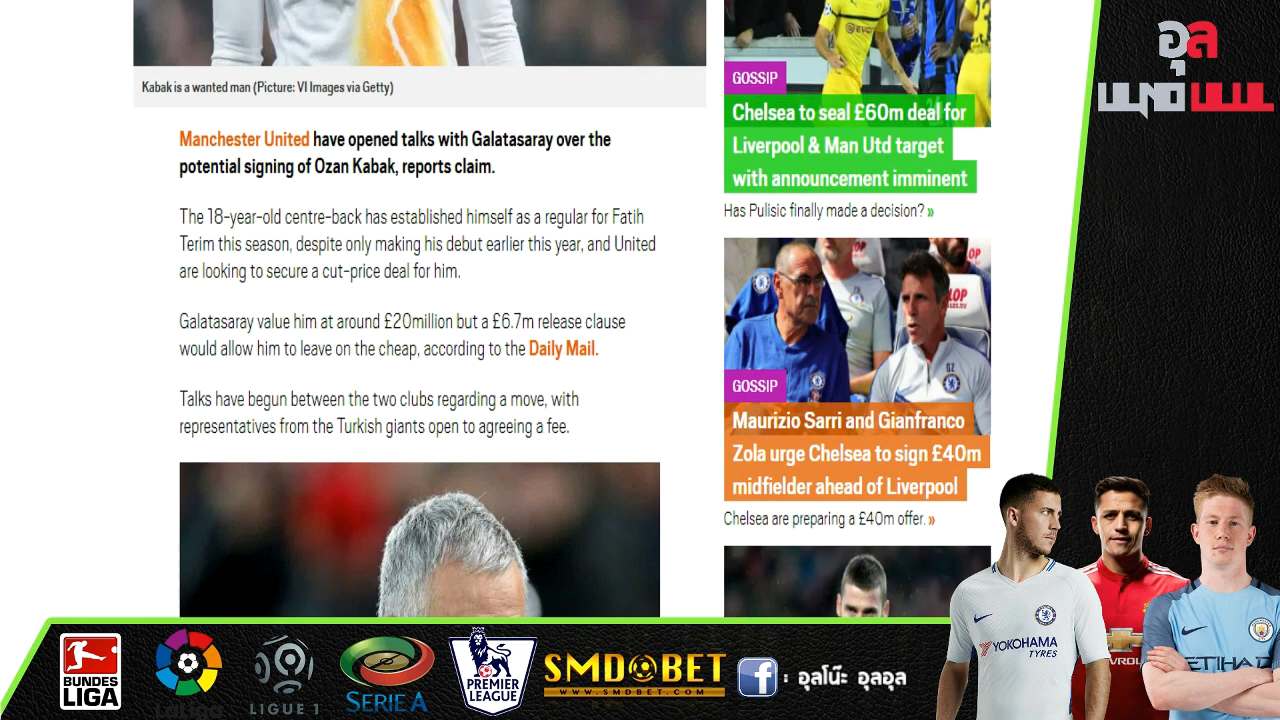 Kabak is a wanted man (Picture: VI Images via Getty)
Manchester United have opened talks with Galatasaray over the
potential signing of Ozan Kabak, reports claim.
The 18-year-old centre-back has established himself as a regular for Fatih
Terim this season, despite only making his debut earlier this year, and United
are looking to secure a cut-price deal for him.
Galatasaray value him at around £20million but a £6.7m release clause
would allow him to leave on the cheap, according to the Daily Mail.
Talks have begun between the two clubs regarding a move, with
representatives from the Turkish giants open to agreeing a fee.
GOSSIP
Chelsea to seal £60m deal for
Liverpool & Man Utd target
with announcement imminent
Has Pulisic finally made a decision? »
GOSSIP
Maurizio Sarri and Gianfranco
Zola urge Chelsea to sign £40m
midfielder ahead of Liverpool
Chelsea are preparing a £40m offer. »
GZ
อุล
YOKOHAMA
TYRES
BUNDES
LIGA
LIGUE 1
SERIE A
PREMIER
LEAGUE
SMDBET
WWW.SMDBET.COM
f : อุลโน๊ะ อุลอุล